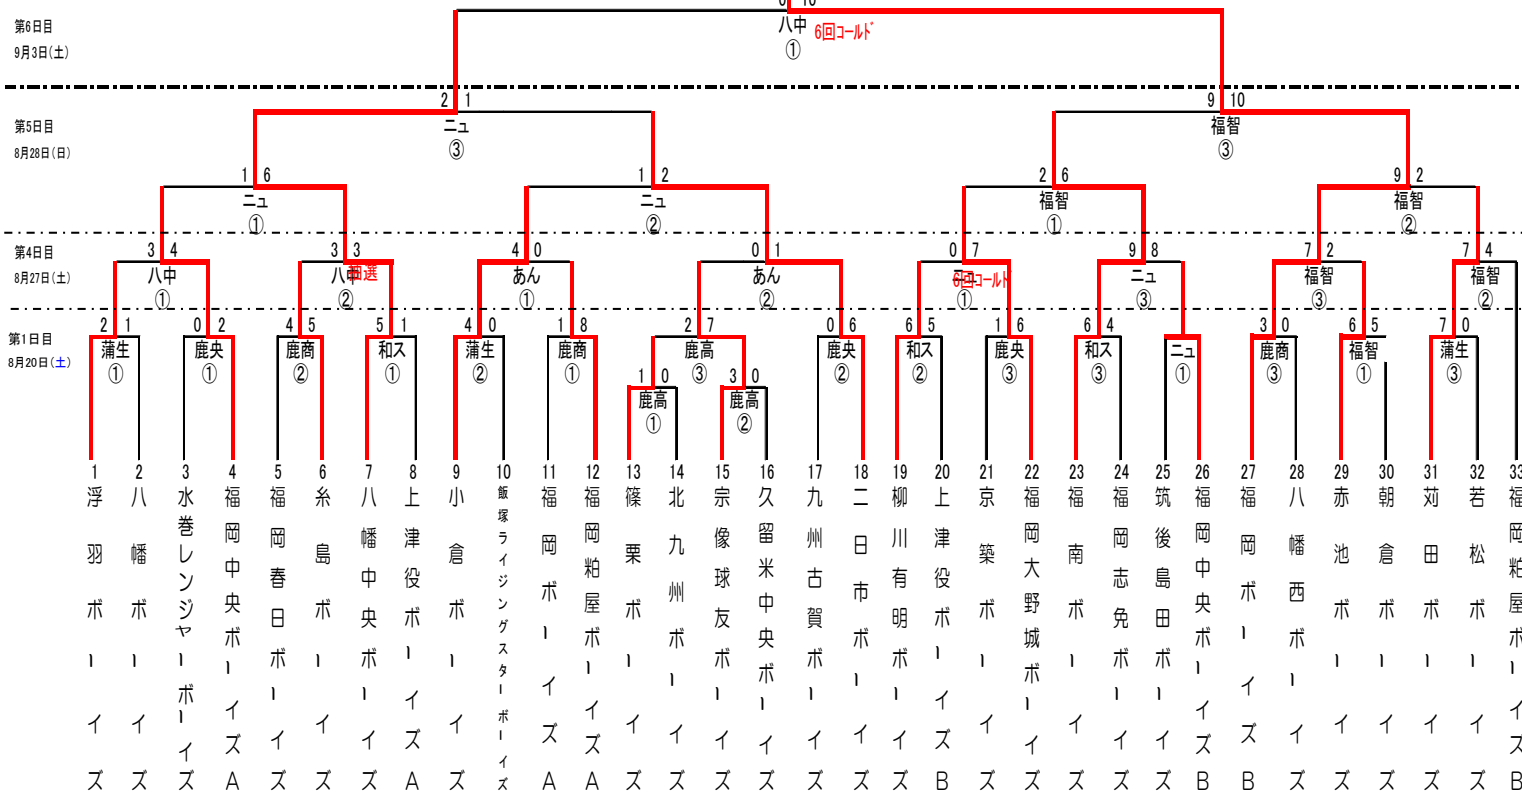 0 10
第6日目
八中 6回コールド
9月3日(土)
①
2 1
9 10
第5日目
ニュ
福智
8月28日(日)
③
③
1 6
1 2
2 6
9 2
ニュ
ニュ
福智
福智
①
②
①
②
第4日目
3 4
3 3
4 0
0 1
0 7
9 8
7 2
7 4
8月27日(土)
八中
八中
抽選
あん
あん
6回コールド
ニュ
福智
福智
①
②
①
②
①
③
③
②
第1日目
2 1
0 2
4 5
5 1
4 0
1 8
2 7
0 6
6 5
1 6
6 4
3 0
6 5
7 0
8月20日(土)
蒲生
鹿央
鹿商
和ス
蒲生
鹿商
鹿高
鹿央
和ス
鹿央
和ス
ニュ
鹿商
福智
蒲生
①
①
②
①
②
①
③
②
②
③
③
①
③
①
③
1 0
3 0
鹿高
鹿高
①
②
1 浮羽ボーイズ
2 八幡ボーイズ
3 水巻レンジャーボーイズ
4 福岡中央ボーイズA
5 福岡春日ボーイズ
6 糸島ボーイズ
7 八幡中央ボーイズ
8 上津役ボーイズA
9 小倉ボーイズ
10 飯塚ライジングスターボーイズ
11 福岡ボーイズA
12 福岡粕屋ボーイズA
13 篠栗ボーイズ
14 北九州ボーイズ
15 宗像球友ボーイズ
16 久留米中央ボーイズ
17 九州古賀ボーイズ
18 二日市ボーイズ
19 柳川有明ボーイズ
20 上津役ボーイズB
21 京築ボーイズ
22 福岡大野城ボーイズ
23 福南ボーイズ
24 福岡志免ボーイズ
25 筑後島田ボーイズ
26 福岡中央ボーイズB
27 福岡ボーイズB
28 八幡西ボーイズ
29 赤池ボーイズ
30 朝倉ボーイズ
31 苅田ボーイズ
32 若松ボーイズ
33 福岡粕屋ボーイズB